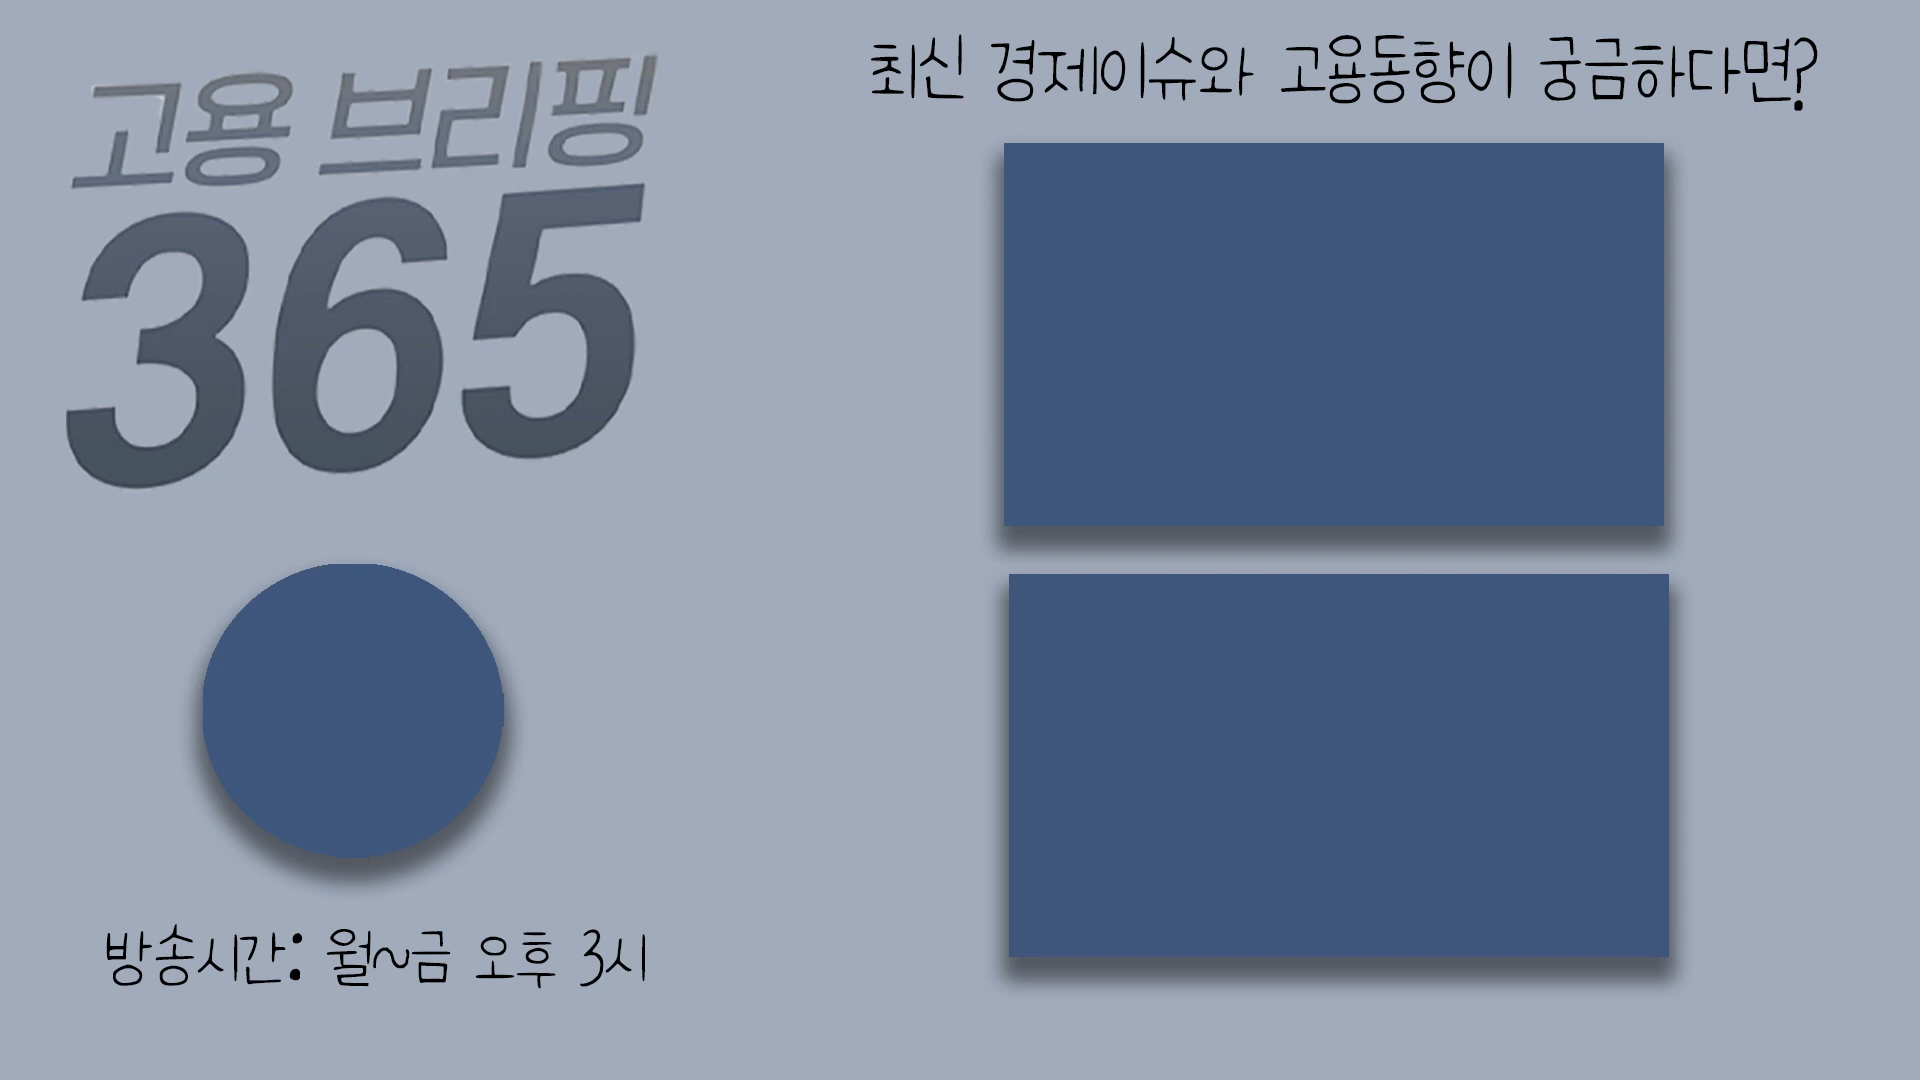 고용 브리핑
365
최신 경제이슈와 고용동향이 궁금하다면?
방송시간: 월~금 오후 3시